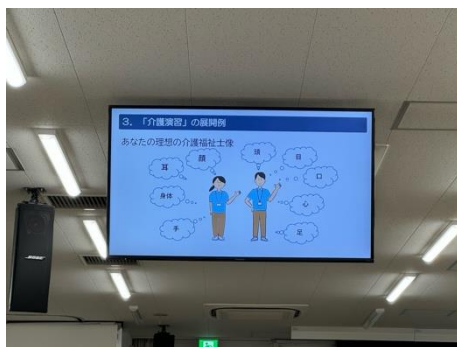 3. 「介護演習」の展開例
あなたの理想の介護福祉士像
耳
顔
頭
目
口
身体
心
手
足
BOSE